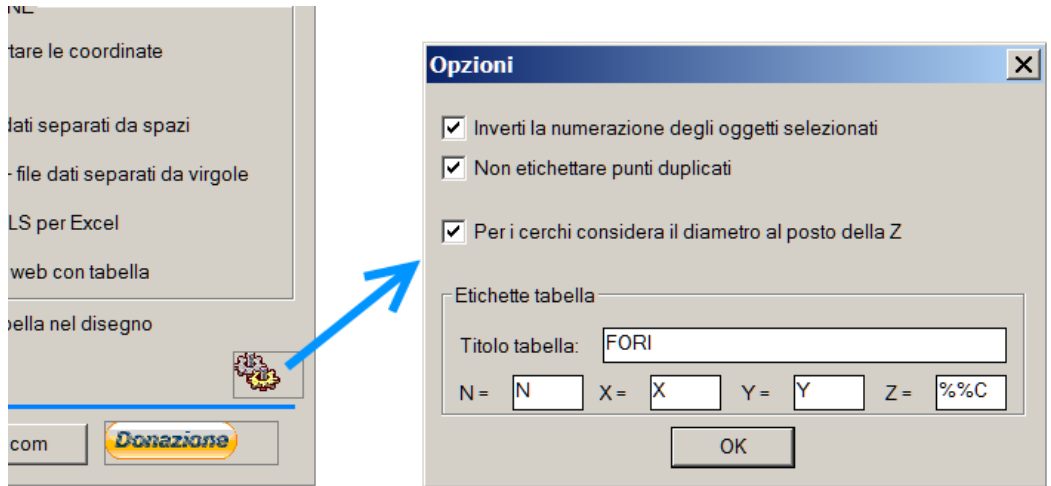 NE
tare le coordinate
dati separati da spazi
- file dati separati da virgole
LS per Excel
web con tabella
bella nel disegno
com
Donazione
Opzioni
Inverti la numerazione degli oggetti selezionati
Non etichettare punti duplicati
Per i cerchi considera il diametro al posto della Z
Etichette tabella
Titolo tabella: FORI
N = N X = X Y = Y Z = %%C
OK